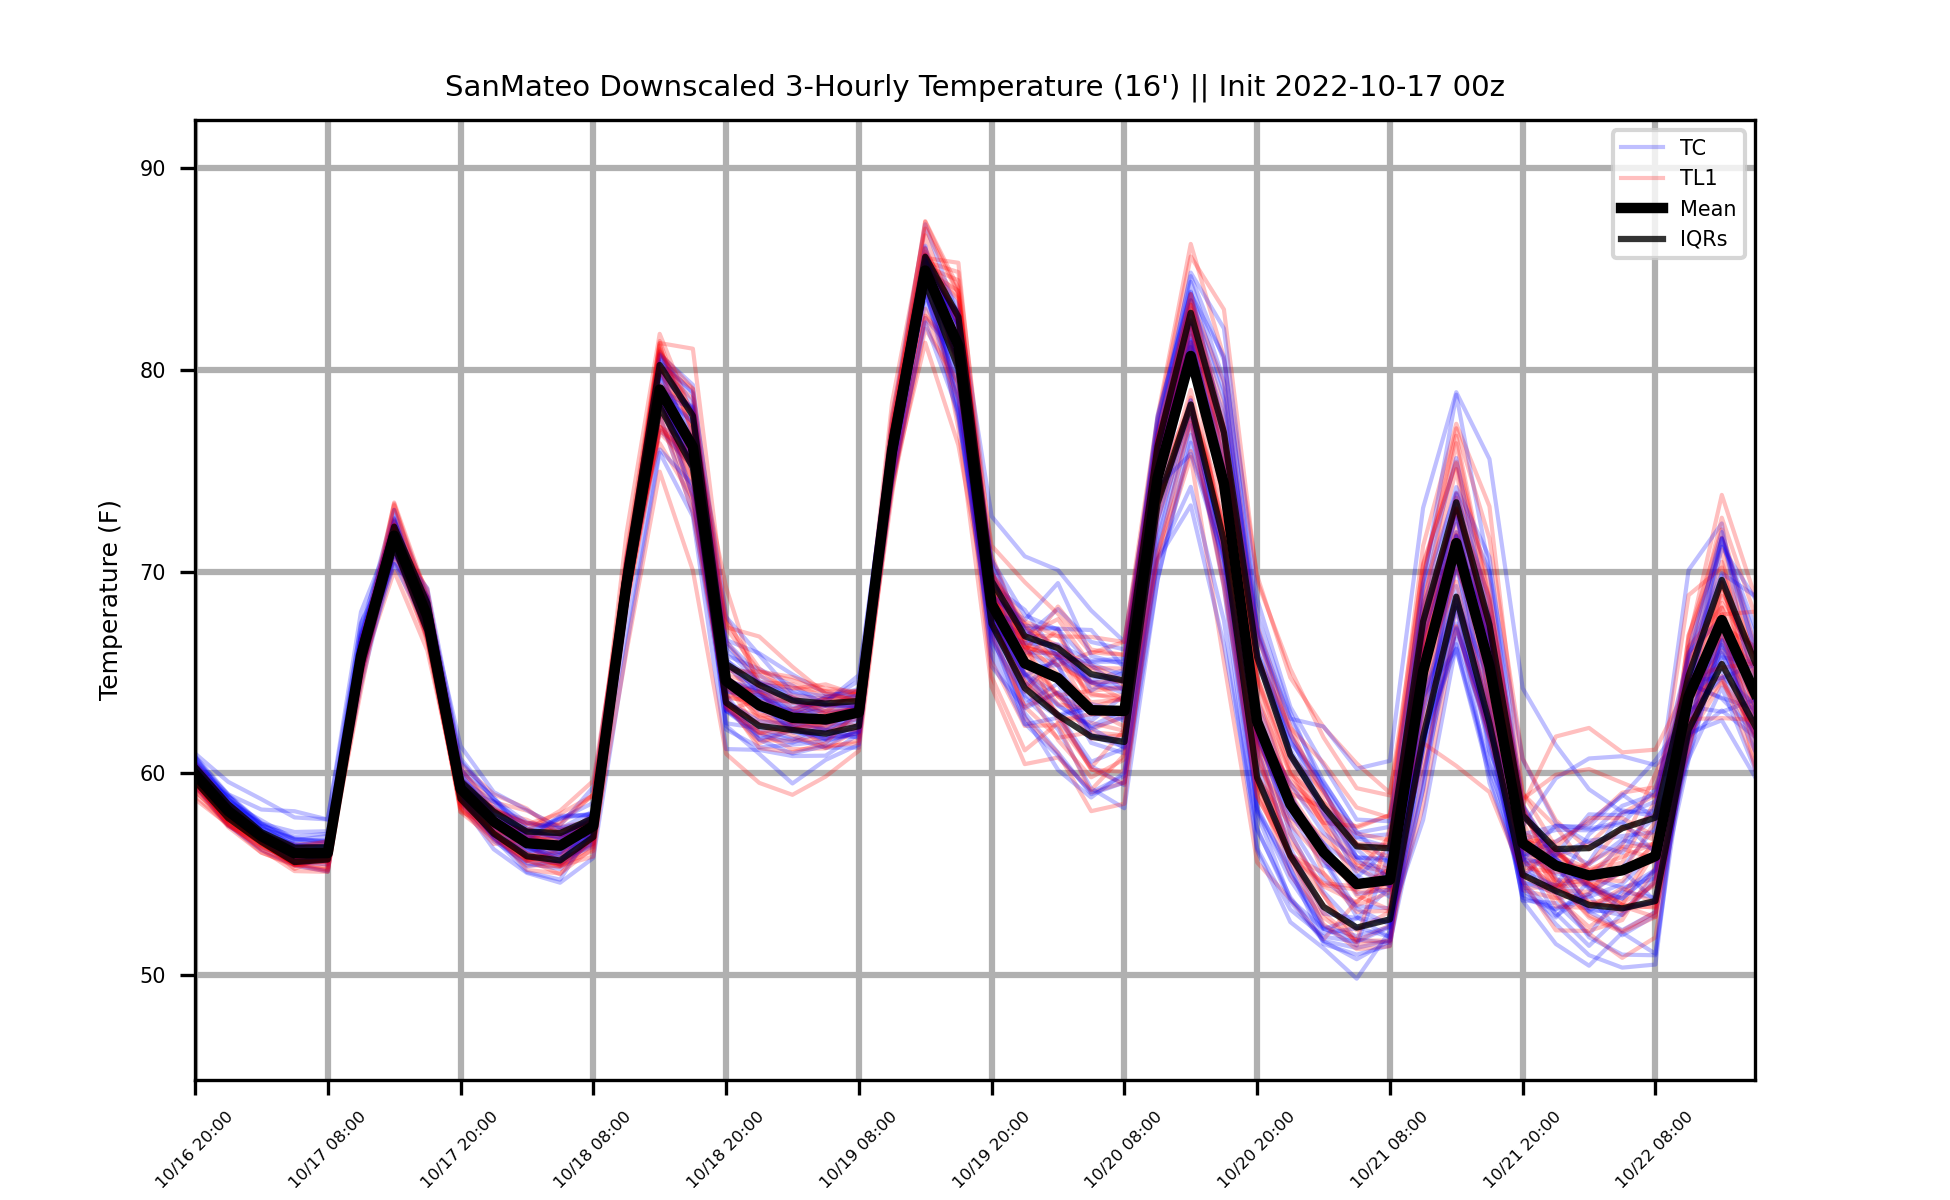 SanMateo Downscaled 3-Hourly Temperature (16') || Init 2022-10-17 00z
TC
TL1
Mean
IQRs
Temperature (F)
90
80
70
60
50
10/16 20:00
10/17 08:00
10/17 20:00
10/18 08:00
10/18 20:00
10/19 08:00
10/19 20:00
10/20 08:00
10/20 20:00
10/21 08:00
10/21 20:00
10/22 08:00